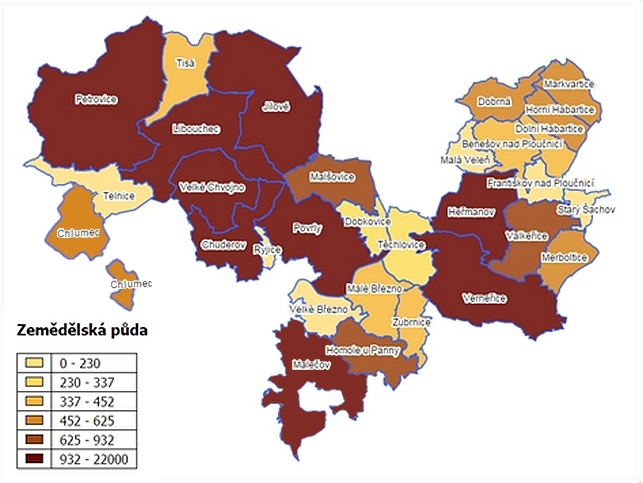 Tisá
Markvartice
Petrovice
Dobrná
Jílové
Horní Habartice
Libouchec
Dolní Habartice
Benešov nad Ploučnicí
Malá Veleň
Malšovice
Františkov nad Ploučnicí
Velké Chvojno
Telnice
Heřmanov
Starý Šachov
Dobkovice
Povrly
Chlumec
Valkeřice
Chuderov
Ryjice
Těchlovice
Merboltice
Chlumec
Malé Březno
Verneřice
Velké Březno
Zubrnice
Zemědělská půda
Homole u Panny
Malečov
0 - 230
230 - 337
337 - 452
452 - 625
625 - 932
932 - 22000